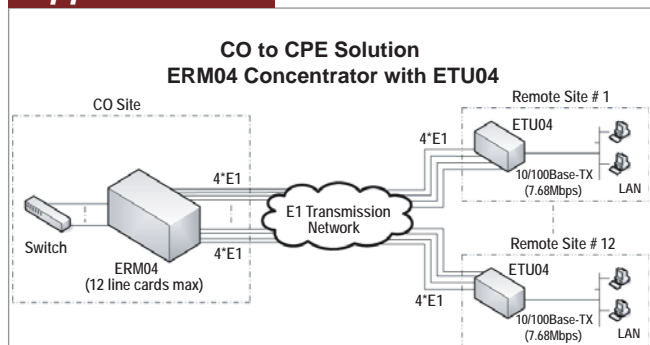 CO to CPE Solution
ERM04 Concentrator with ETU04
CO Site
Remote Site # 1
ETU04
4*E1
4*E1
10/100Base-TX
(7.68Mbps)
LAN
E1 Transmission
Network
Switch
4*E1
ERM04
(12 line cards max)
Remote Site # 12
ETU04
4*E1
10/100Base-TX
(7.68Mbps)
LAN